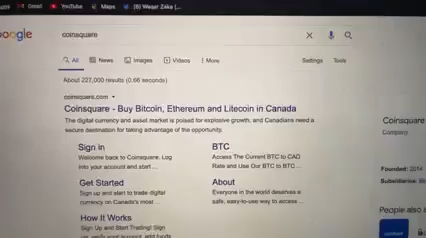 Gmail YouTube Maps (8) Waqar Zaka (...
oogle coinsquare
All News Images Videos More Settings Tools
About 227,000 results (0.66 seconds)
coinsquare.com
Coinsquare - Buy Bitcoin, Ethereum and Litecoin in Canada
The digital currency and asset market is poised for explosive growth, and Canadians need a
secure destination for taking advantage of the opportunity.
Sign in
Welcome back to Coinsquare. Log
into your account and start ...
BTC
Access The Current BTC to CAD
Rate and Use Our BTC to BTC ...
Get Started
Sign up and start to trade digital
currency on Canada's most ...
About
Everyone in the world deserves a
safe, easy-to-use way to access ...
How It Works
Sign Up and Start Trading! Sign
Coinsquare
Company
Founded: 2014
Subsidiaries:
People also s